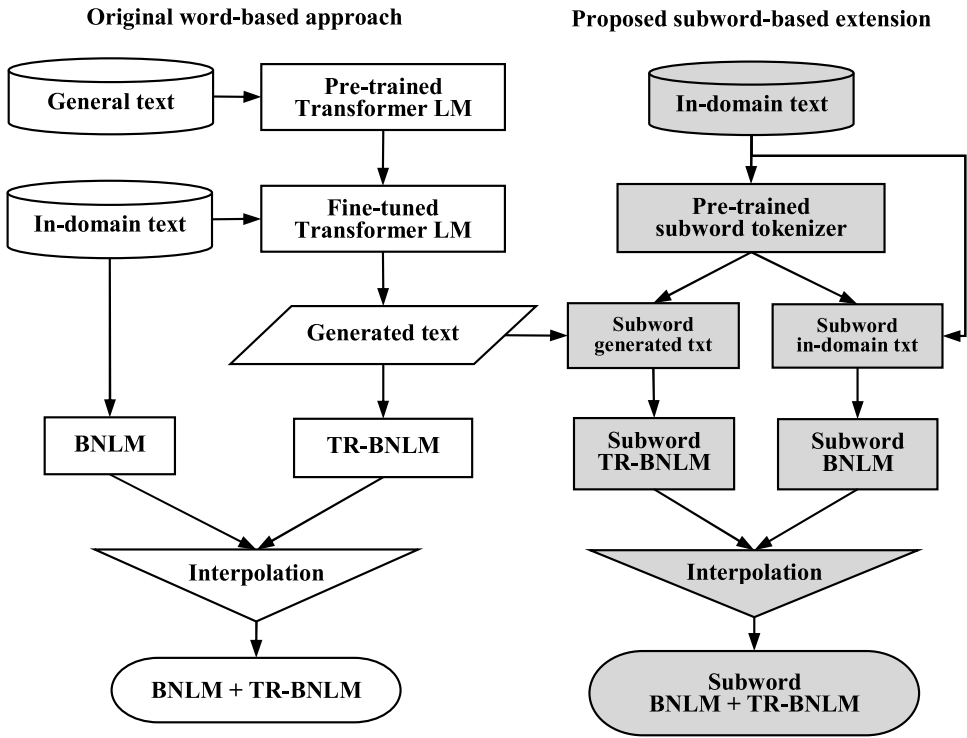 Original word-based approach
General text
Pre-trained
Transformer LM
In-domain text
Fine-tuned
Transformer LM
Generated text
BNLM
TR-BNLM
Interpolation
BNLM + TR-BNLM
Proposed subword-based extension
In-domain text
Pre-trained
subword tokenizer
Subword
generated txt
Subword
in-domain txt
Subword
TR-BNLM
Subword
BNLM
Interpolation
Subword
BNLM + TR-BNLM